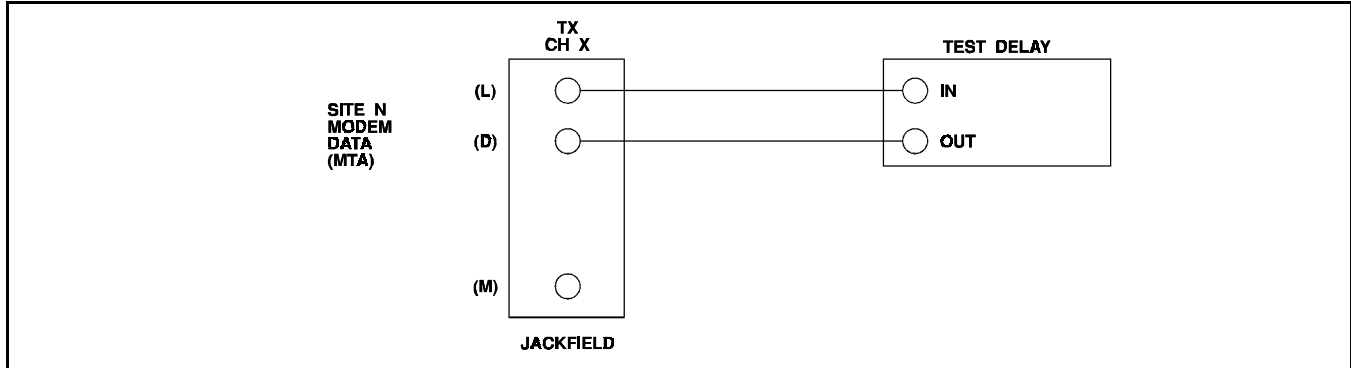 TX
CH X
TEST DELAY
(L)
IN
SITE N
MODEM
DATA
(MTA)
(D)
OUT
(M)
JACKFIELD